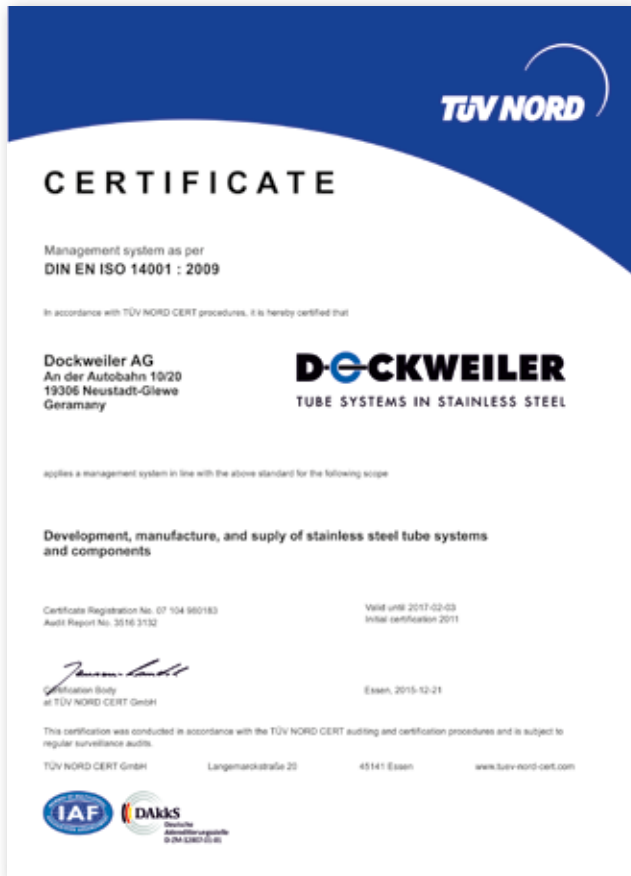 TÜV NORD
CERTIFICATE
Management system as per
DIN EN ISO 14001 : 2009
In accordance with TÜV NORD CERT procedures, it is hereby certified that
Dockweiler AG
An der Autobahn 10/20
19306 Neustadt-Glewe
Geramany
DOCKWEILER
TUBE SYSTEMS IN STAINLESS STEEL
applies a management system in line with the above standard for the following scope
Development, manufacture, and suply of stainless steel tube systems
and components
Certificate Registration No. 07 104 980183
Audit Report No. 3516 3132
Valid until 2017-02-03
Initial certification 2011
Certification Body
at TÜV NORD CERT GmbH
Essen, 2015-12-21
This certification was conducted in accordance with the TÜV NORD CERT auditing and certification procedures and is subject to
regular surveillance audits.
TÜV NORD CERT GmbH Langemarckstraße 20 45141 Essen www.tuev-nord-cert.com
IAF
DAkkS
Deutsche
Akkreditierungsstelle